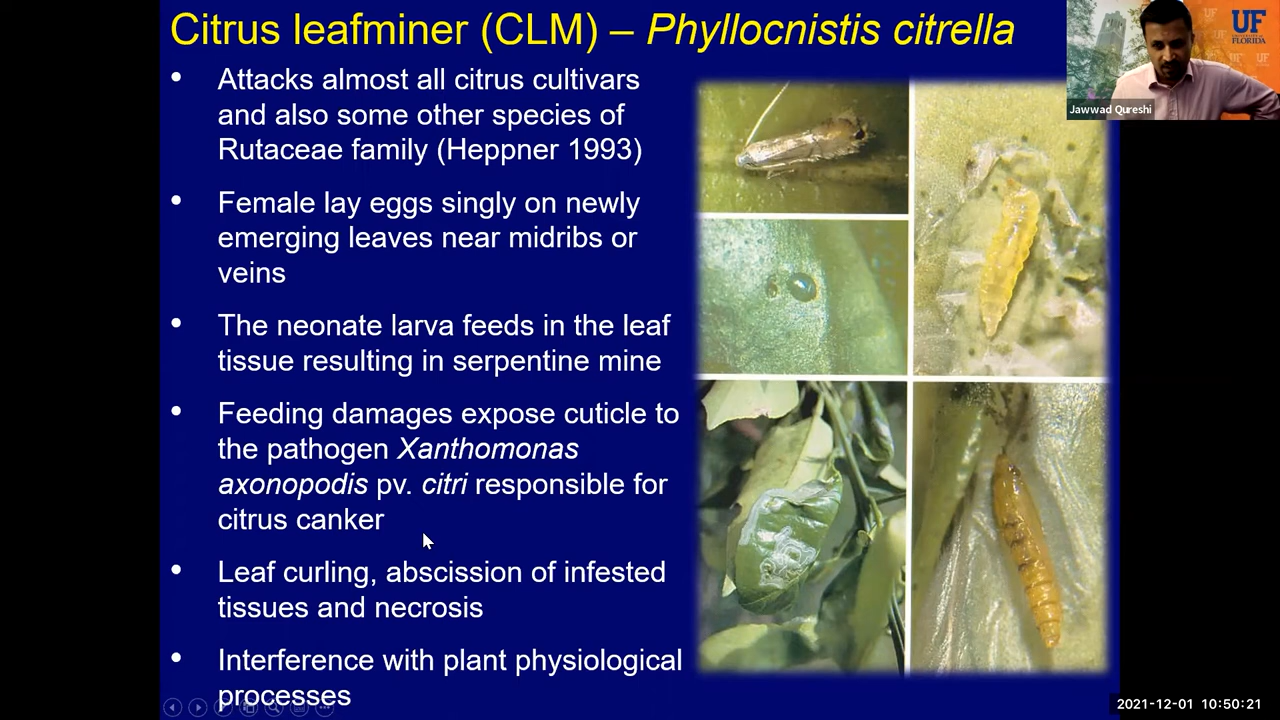 Citrus leafminer (CLM) – Phyllocnistis citrella
• Attacks almost all citrus cultivars
and also some other species of
Rutaceae family (Heppner 1993)
• Female lay eggs singly on newly
emerging leaves near midribs or
veins
• The neonate larva feeds in the leaf
tissue resulting in serpentine mine
• Feeding damages expose cuticle to
the pathogen Xanthomonas
axonopodis pv. citri responsible for
citrus canker
• Leaf curling, abscission of infested
tissues and necrosis
• Interference with plant physiological
processes
UF
UNIVERSITY of
FLORIDA
Jawwad Qureshi
2021-12-01 10:50:21